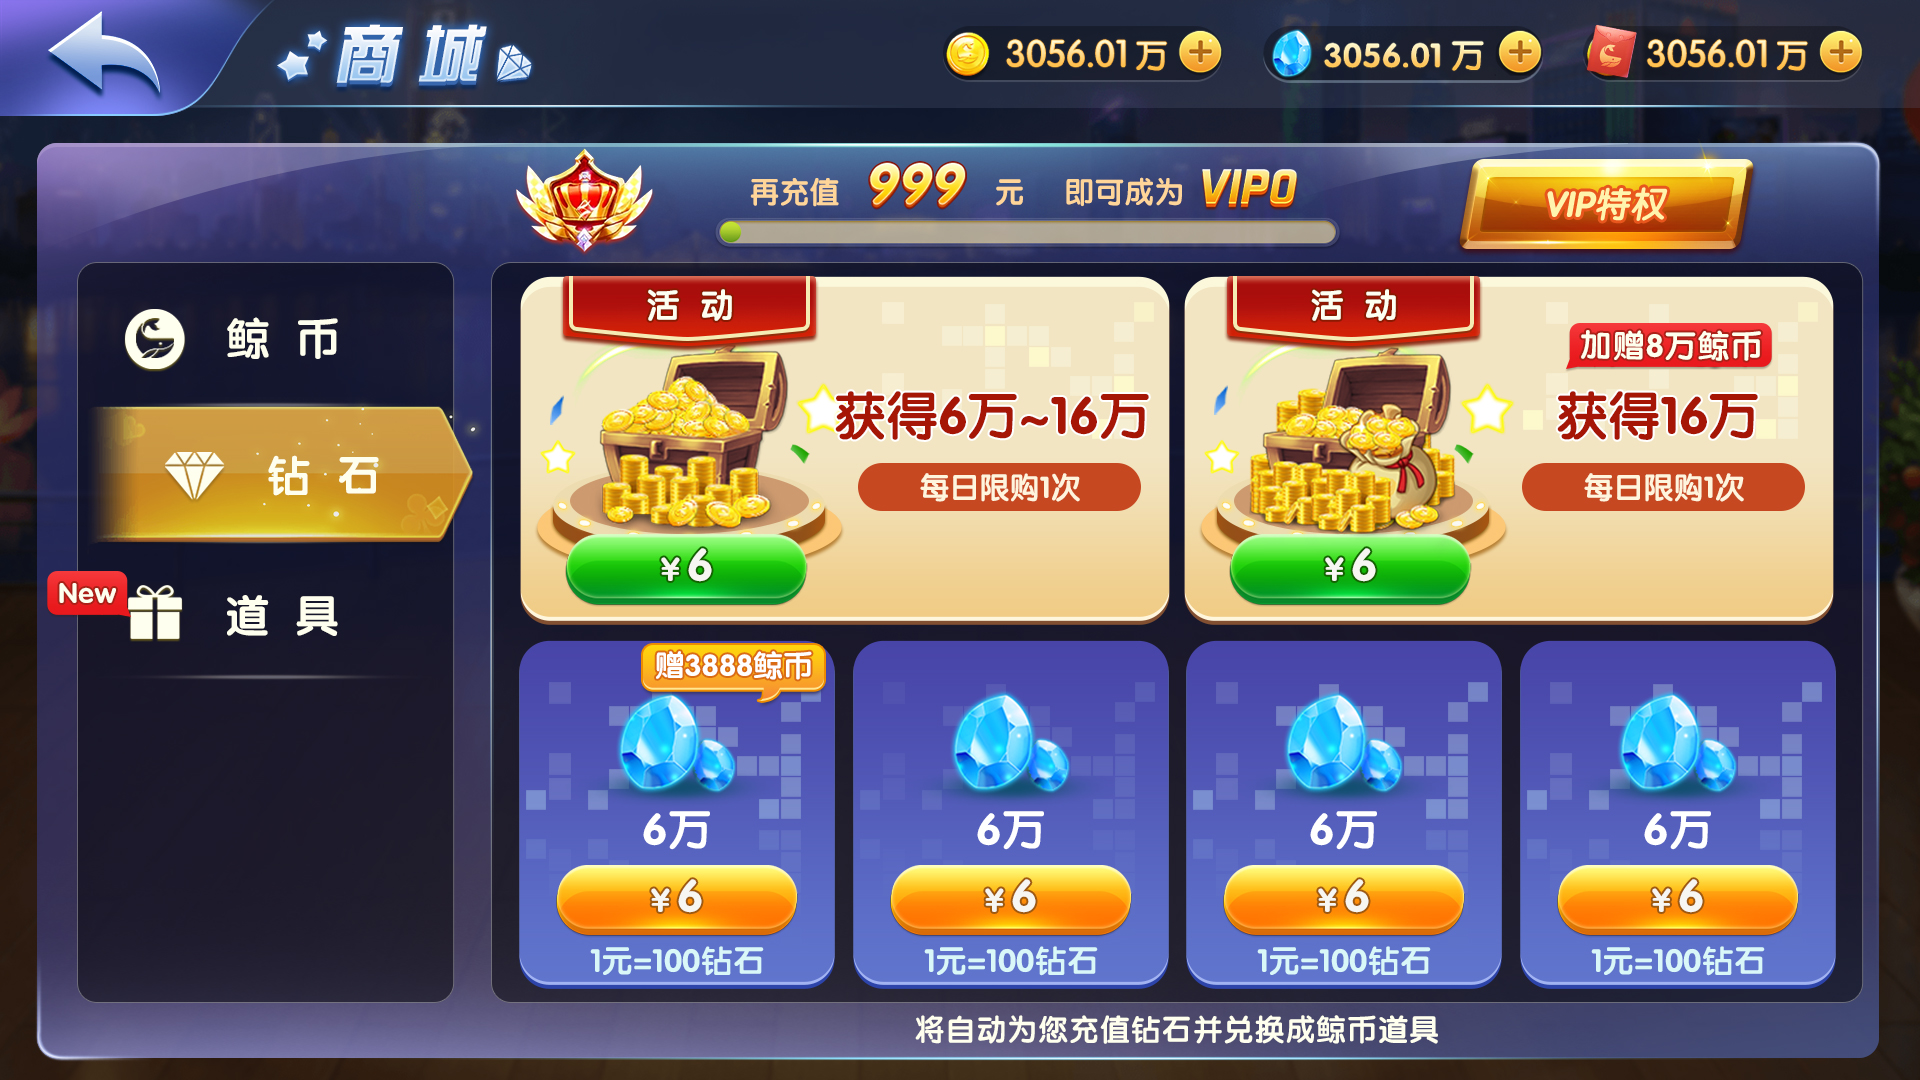 商城
3056.01万
3056.01万
3056.01万
再充值 999 元 即可成为 VIP0
VIP特权
鲸币
钻石
New
道具
活动
获得6万~16万
每日限购1次
¥6
活动
加赠8万鲸币
获得16万
每日限购1次
¥6
赠3888鲸币
6万
¥6
1元=100钻石
6万
¥6
1元=100钻石
6万
¥6
1元=100钻石
6万
¥6
1元=100钻石
将自动为您充值钻石并兑换成鲸币道具